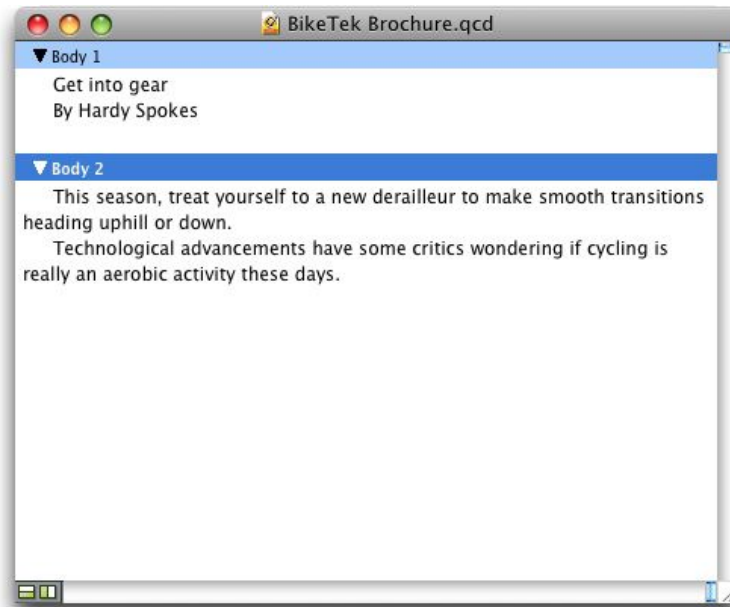 BikeTek Brochure.qcd
Body 1
Get into gear
By Hardy Spokes
Body 2
This season, treat yourself to a new derailleur to make smooth transitions
heading uphill or down.
Technological advancements have some critics wondering if cycling is
really an aerobic activity these days.